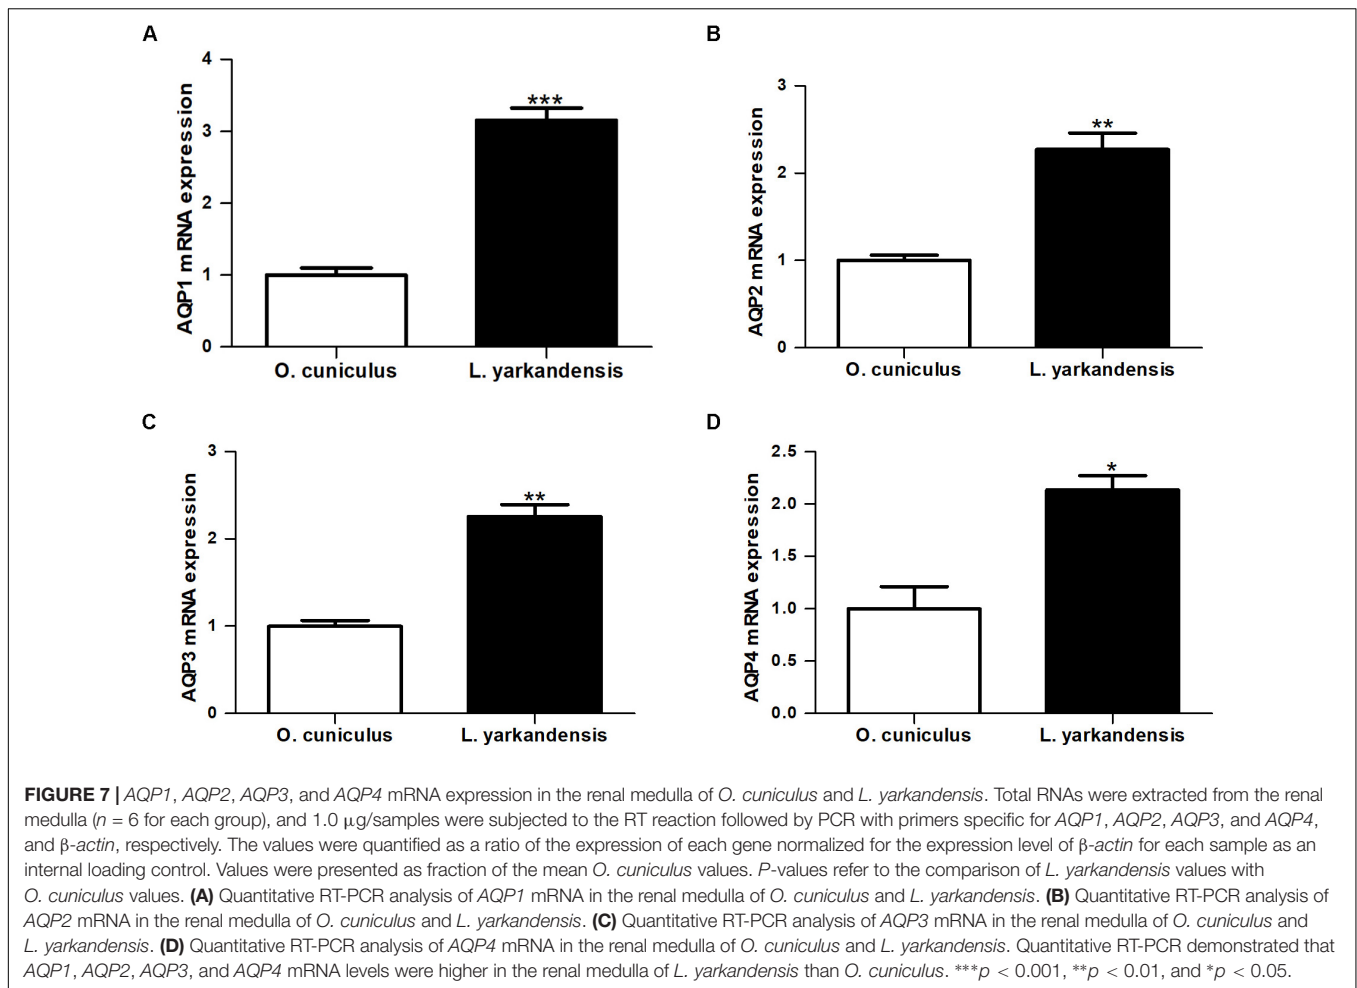 A
B
4
3
2
1
0
AQP1 mRNA expression
***
O. cuniculus
L. yarkandensis
3
2
1
0
AQP2 mRNA expression
**
O. cuniculus
L. yarkandensis
C
D
3
2
1
0
AQP3 mRNA expression
**
O. cuniculus
L. yarkandensis
2.5
2.0
1.5
1.0
0.5
0.0
AQP4 mRNA expression
*
O. cuniculus
L. yarkandensis
FIGURE 7 | AQP1, AQP2, AQP3, and AQP4 mRNA expression in the renal medulla of O. cuniculus and L. yarkandensis. Total RNAs were extracted from the renal
medulla (n = 6 for each group), and 1.0 μg/samples were subjected to the RT reaction followed by PCR with primers specific for AQP1, AQP2, AQP3, and AQP4,
and β-actin, respectively. The values were quantified as a ratio of the expression of each gene normalized for the expression level of β-actin for each sample as an
internal loading control. Values were presented as fraction of the mean O. cuniculus values. P-values refer to the comparison of L. yarkandensis values with
O. cuniculus values. (A) Quantitative RT-PCR analysis of AQP1 mRNA in the renal medulla of O. cuniculus and L. yarkandensis. (B) Quantitative RT-PCR analysis of
AQP2 mRNA in the renal medulla of O. cuniculus and L. yarkandensis. (C) Quantitative RT-PCR analysis of AQP3 mRNA in the renal medulla of O. cuniculus and
L. yarkandensis. (D) Quantitative RT-PCR analysis of AQP4 mRNA in the renal medulla of O. cuniculus and L. yarkandensis. Quantitative RT-PCR demonstrated that
AQP1, AQP2, AQP3, and AQP4 mRNA levels were higher in the renal medulla of L. yarkandensis than O. cuniculus. ***p < 0.001, **p < 0.01, and *p < 0.05.